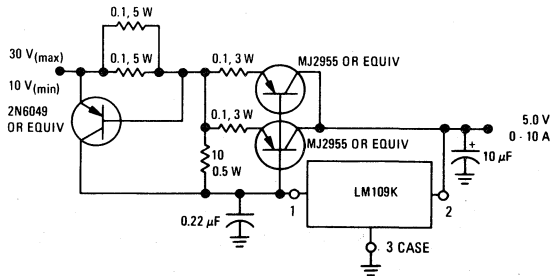 0.1, 5 W
30 V(max)
0.1, 5 W
0.1, 3 W
MJ2955 OR EQUIV
10 V(min)
2N6049
OR EQUIV
0.1, 3 W
5.0 V
0 - 10 A
MJ2955 OR EQUIV
10
0.5 W
+
10 µF
1
LM109K
2
0.22 µF
3 CASE